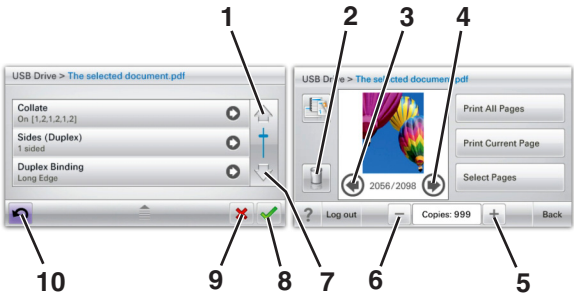 1
2
3
4
USB Drive > The selected document.pdf
Collate
On [1,2,1,2,1,2]
Sides (Duplex)
1 sided
Duplex Binding
Long Edge
USB Drive > The selected document.pdf
Print All Pages
Print Current Page
Select Pages
2056/2098
? Log out
Copies: 999
Back
10
9
8
7
6
5